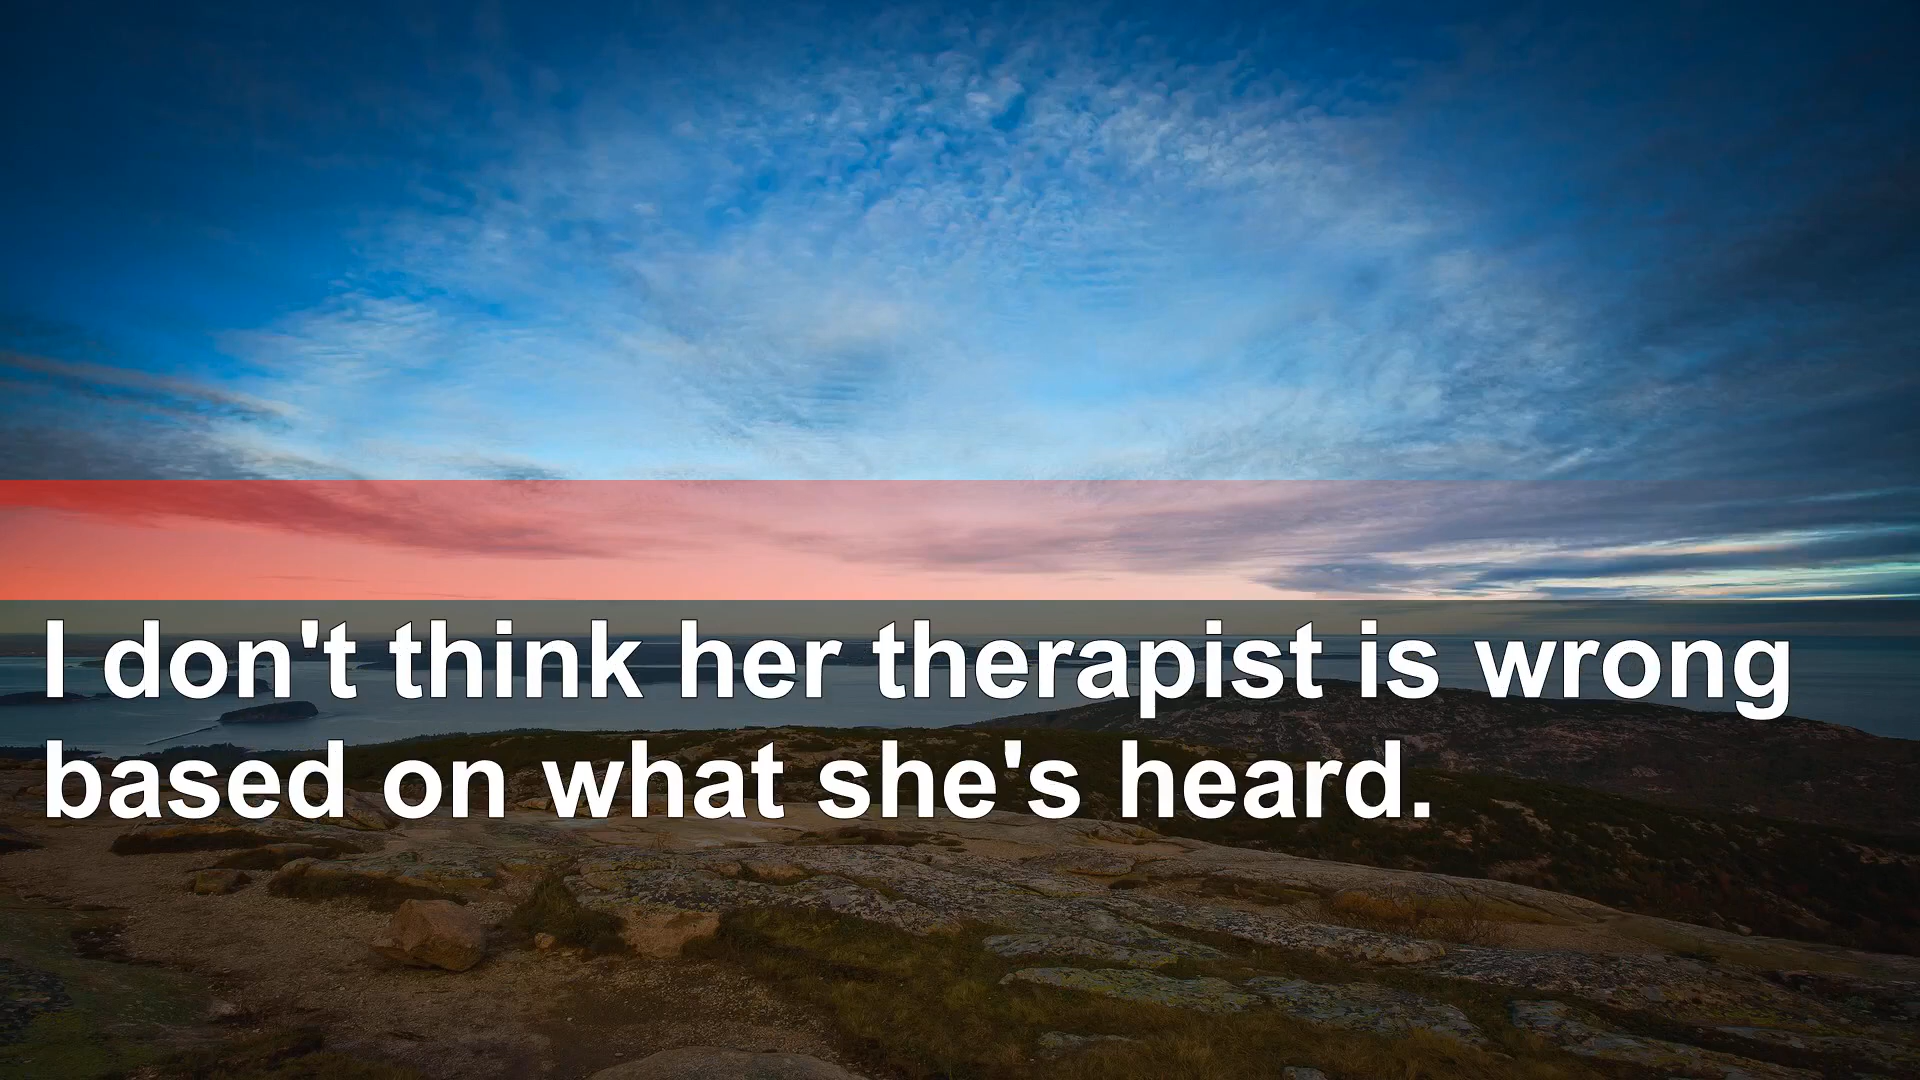 I don't think her therapist is wrong
based on what she's heard.